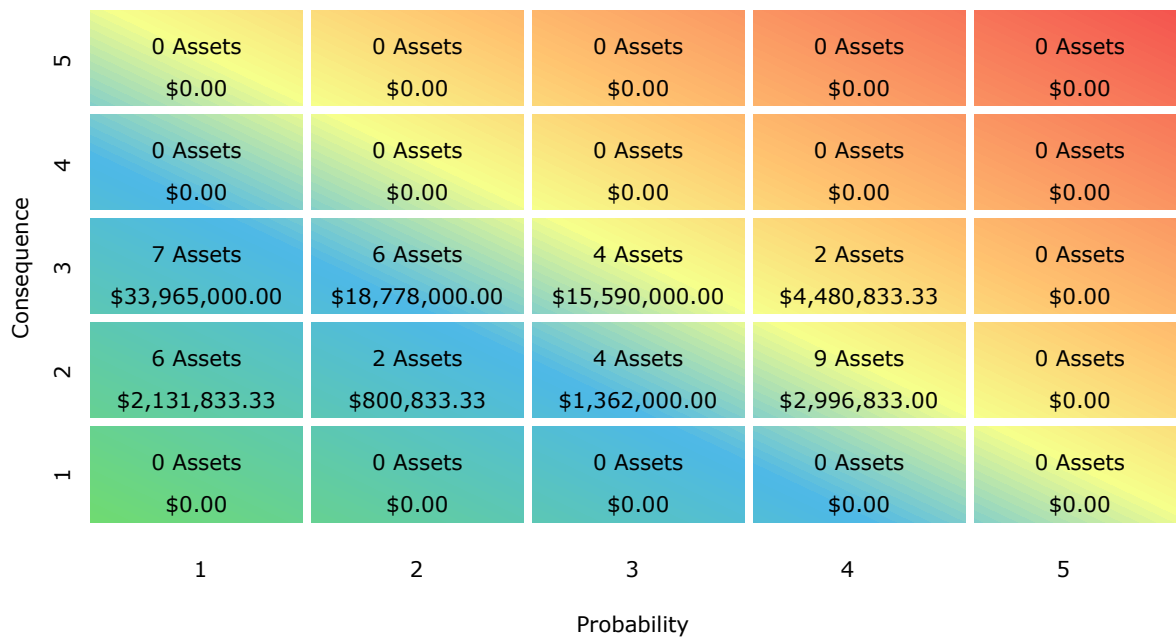 5
0 Assets 0 Assets 0 Assets 0 Assets 0 Assets
$0.00 $0.00 $0.00 $0.00 $0.00
4
0 Assets 0 Assets 0 Assets 0 Assets 0 Assets
$0.00 $0.00 $0.00 $0.00 $0.00
Consequence
3
7 Assets 6 Assets 4 Assets 2 Assets 0 Assets
$33,965,000.00 $18,778,000.00 $15,590,000.00 $4,480,833.33 $0.00
2
6 Assets 2 Assets 4 Assets 9 Assets 0 Assets
$2,131,833.33 $800,833.33 $1,362,000.00 $2,996,833.00 $0.00
1
0 Assets 0 Assets 0 Assets 0 Assets 0 Assets
$0.00 $0.00 $0.00 $0.00 $0.00
1 2 3 4 5
Probability